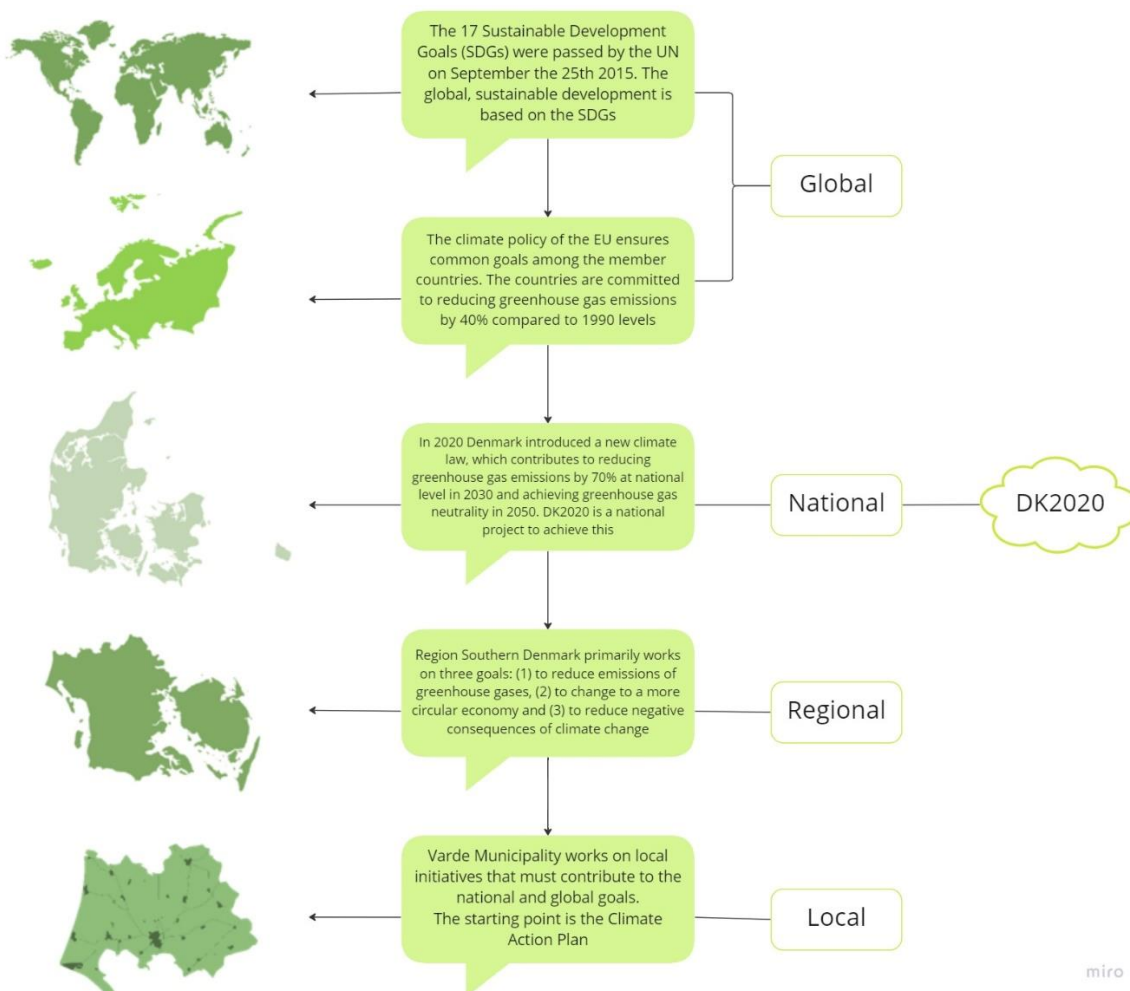 The 17 Sustainable Development
Goals (SDGs) were passed by the UN
on September the 25th 2015. The
global, sustainable development is
based on the SDGs
Global
The climate policy of the EU ensures
common goals among the member
countries. The countries are committed
to reducing greenhouse gas emissions
by 40% compared to 1990 levels
In 2020 Denmark introduced a new climate
law, which contributes to reducing
greenhouse gas emissions by 70% at national
level in 2030 and achieving greenhouse gas
neutrality in 2050. DK2020 is a national
project to achieve this
National
DK2020
Region Southern Denmark primarily works
on three goals: (1) to reduce emissions of
greenhouse gases, (2) to change to a more
circular economy and (3) to reduce negative
consequences of climate change
Regional
Varde Municipality works on local
initiatives that must contribute to the
national and global goals.
The starting point is the Climate
Action Plan
Local
miro